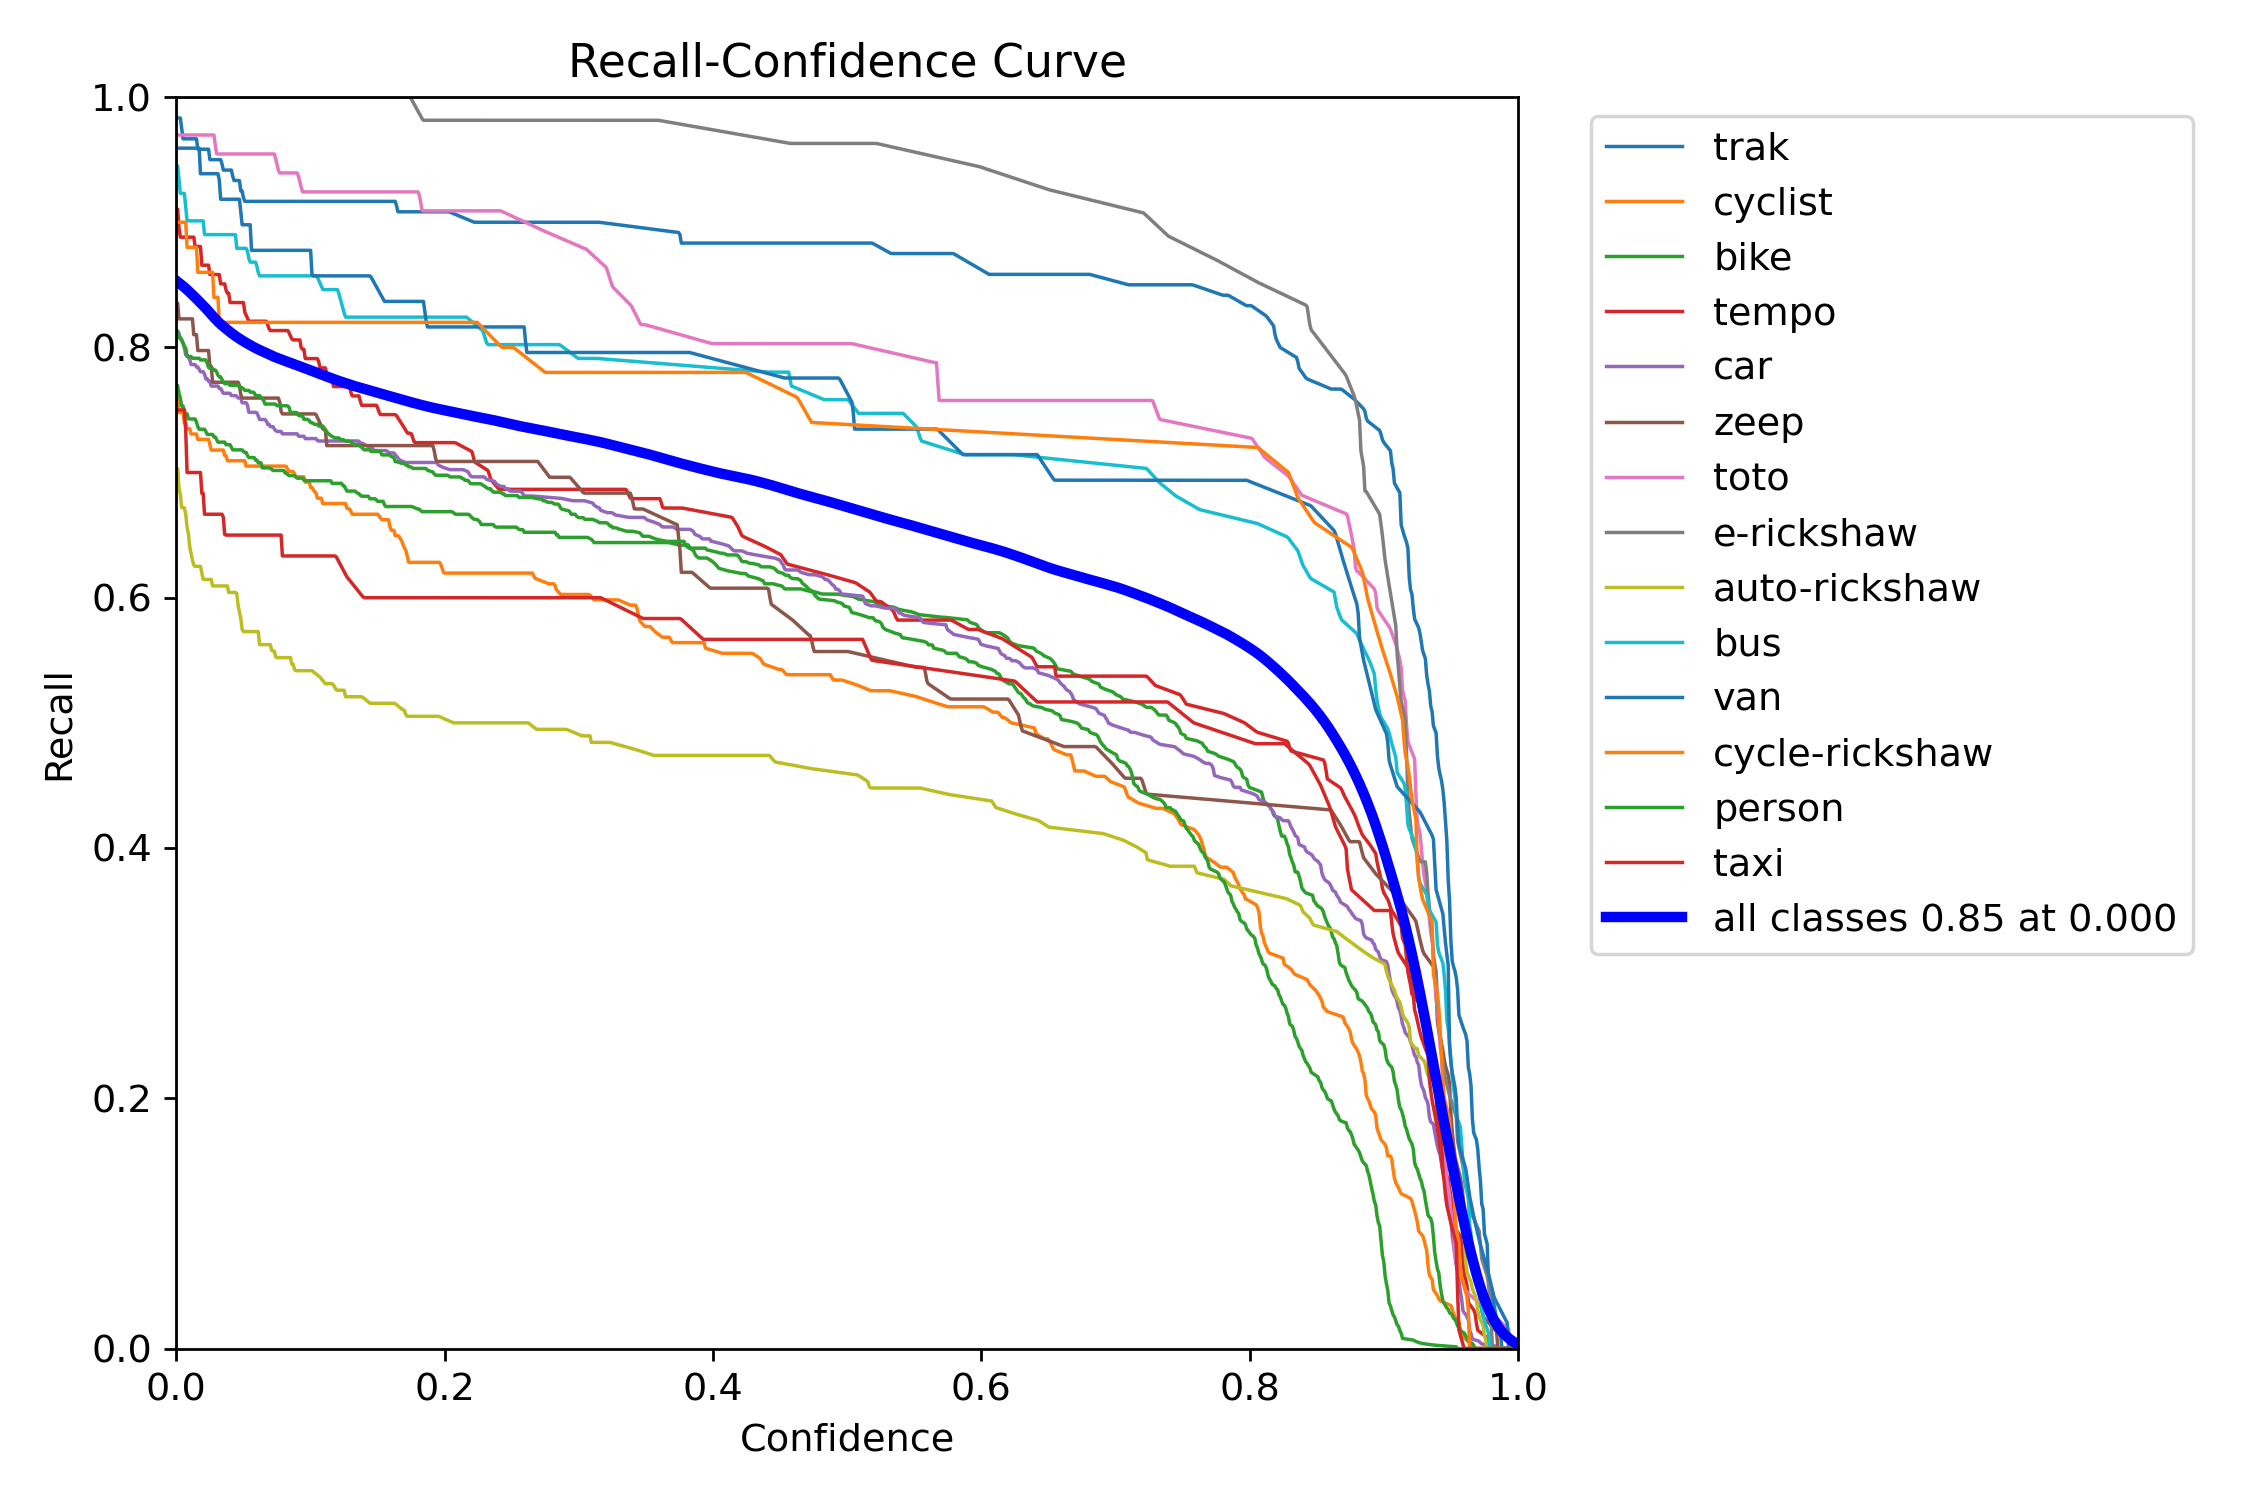 Recall-Confidence Curve
1.0
0.8
0.6
0.4
0.2
0.0
Recall
0.0 0.2 0.4 0.6 0.8 1.0
Confidence
trak
cyclist
bike
tempo
car
zeep
toto
e-rickshaw
auto-rickshaw
bus
van
cycle-rickshaw
person
taxi
all classes 0.85 at 0.000